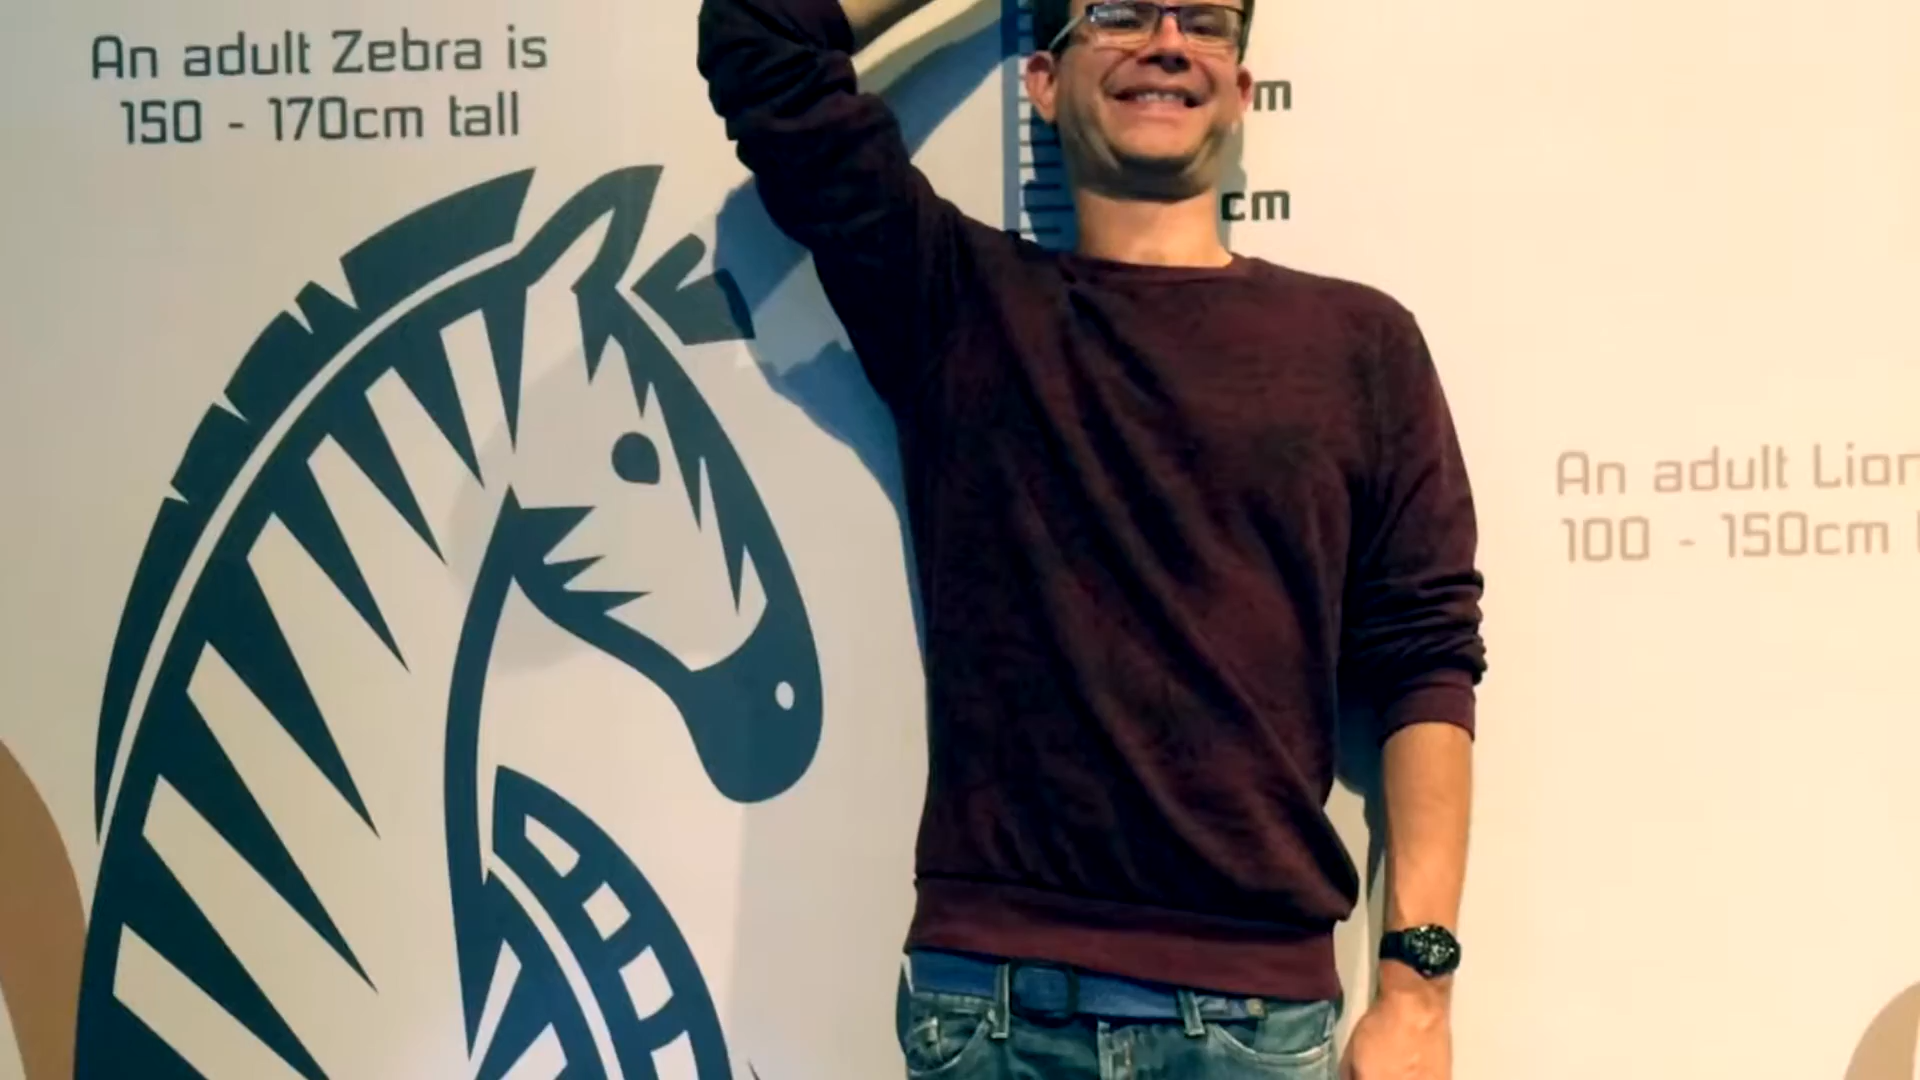 An adult Zebra is
150 - 170cm tall
cm
An adult Lion
100 - 150cm